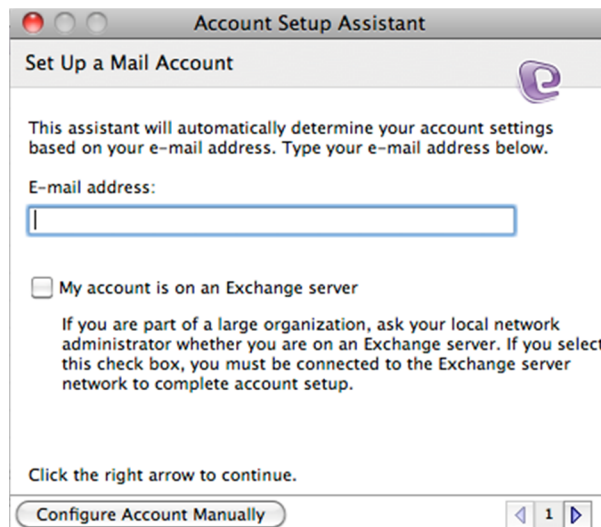 Account Setup Assistant
Set Up a Mail Account
This assistant will automatically determine your account settings
based on your e-mail address. Type your e-mail address below.
E-mail address:
My account is on an Exchange server
If you are part of a large organization, ask your local network
administrator whether you are on an Exchange server. If you select
this check box, you must be connected to the Exchange server
network to complete account setup.
Click the right arrow to continue.
Configure Account Manually
1